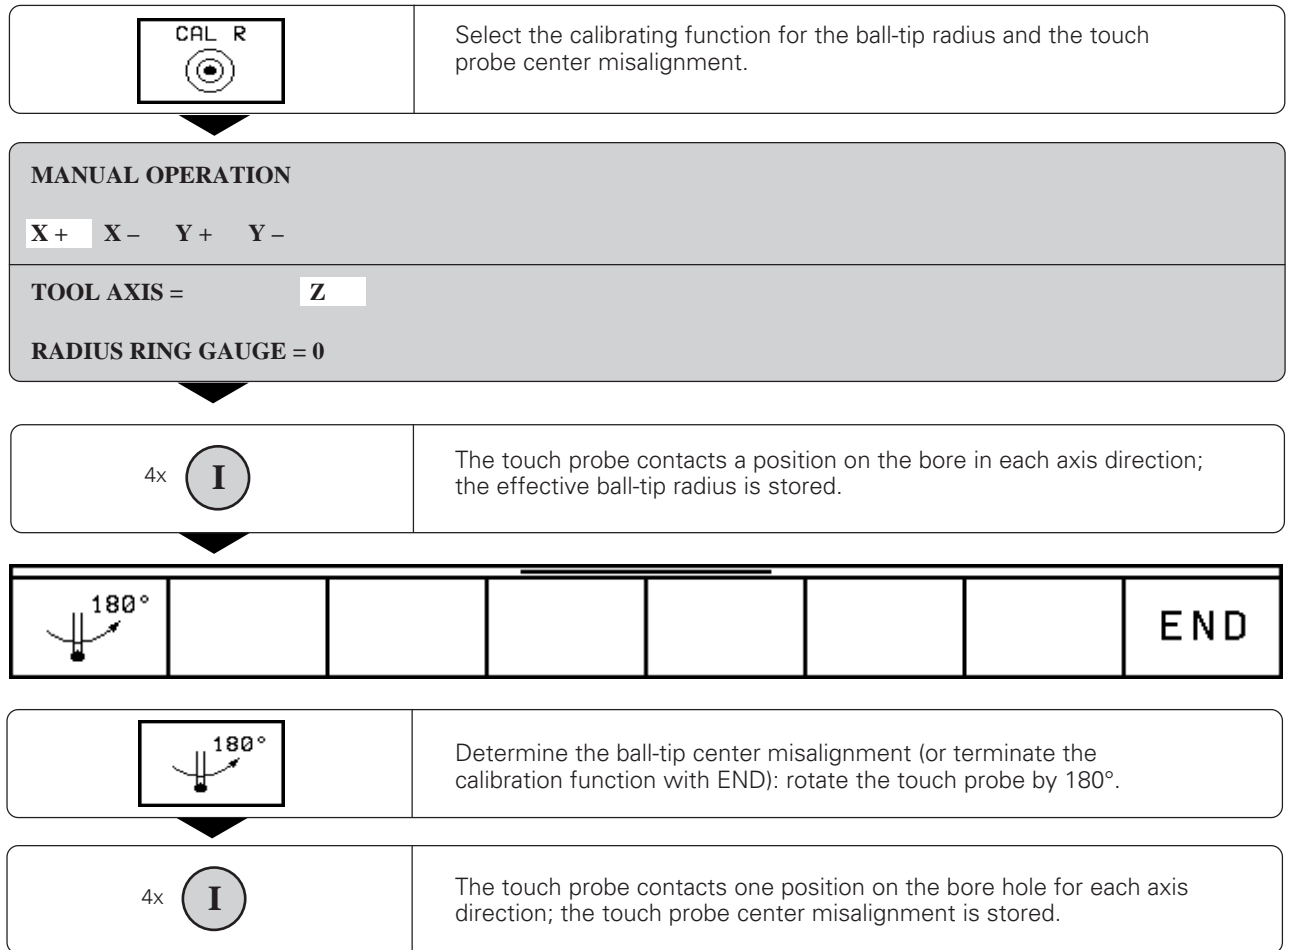 CAL R
Select the calibrating function for the ball-tip radius and the touch
probe center misalignment.
MANUAL OPERATION
X + X – Y + Y –
TOOL AXIS = Z
RADIUS RING GAUGE = 0
4x I
The touch probe contacts a position on the bore in each axis direction;
the effective ball-tip radius is stored.
180° END
180°
Determine the ball-tip center misalignment (or terminate the
calibration function with END): rotate the touch probe by 180°.
4x I
The touch probe contacts one position on the bore hole for each axis
direction; the touch probe center misalignment is stored.